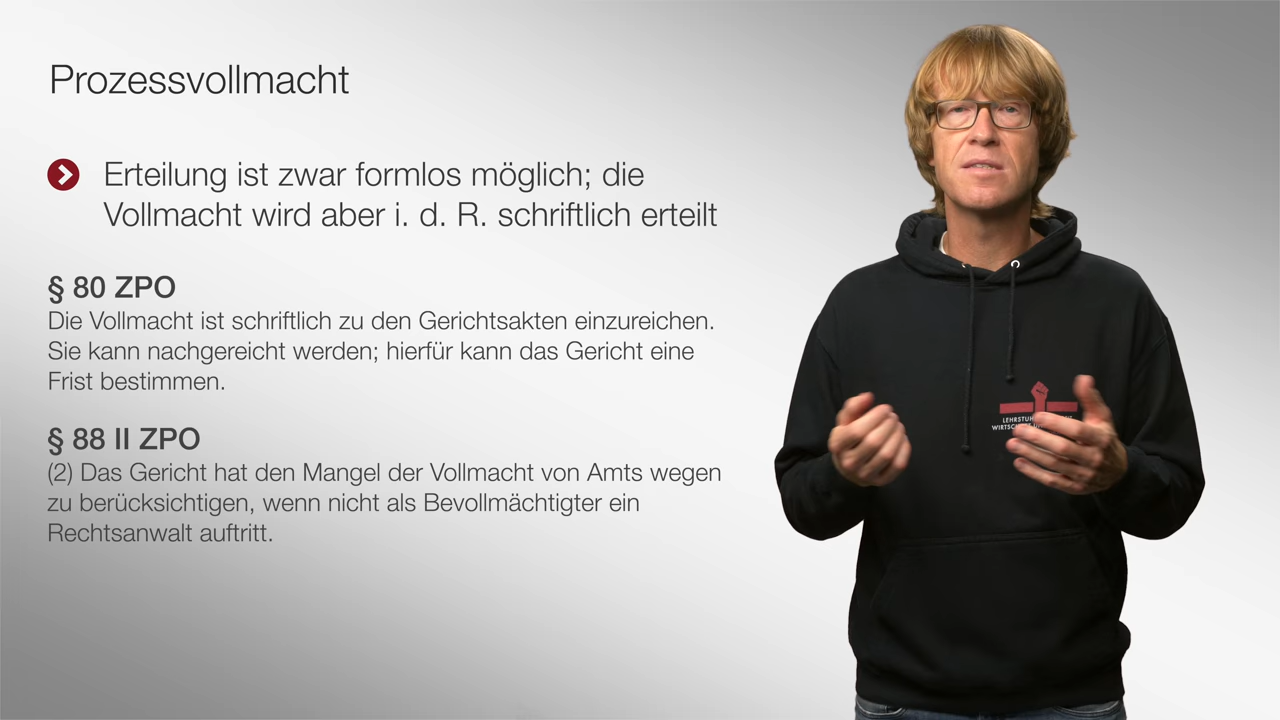 Prozessvollmacht
Erteilung ist zwar formlos möglich; die
Vollmacht wird aber i. d. R. schriftlich erteilt
§ 80 ZPO
Die Vollmacht ist schriftlich zu den Gerichtsakten einzureichen.
Sie kann nachgereicht werden; hierfür kann das Gericht eine
Frist bestimmen.
§ 88 II ZPO
(2) Das Gericht hat den Mangel der Vollmacht von Amts wegen
zu berücksichtigen, wenn nicht als Bevollmächtigter ein
Rechtsanwalt auftritt.